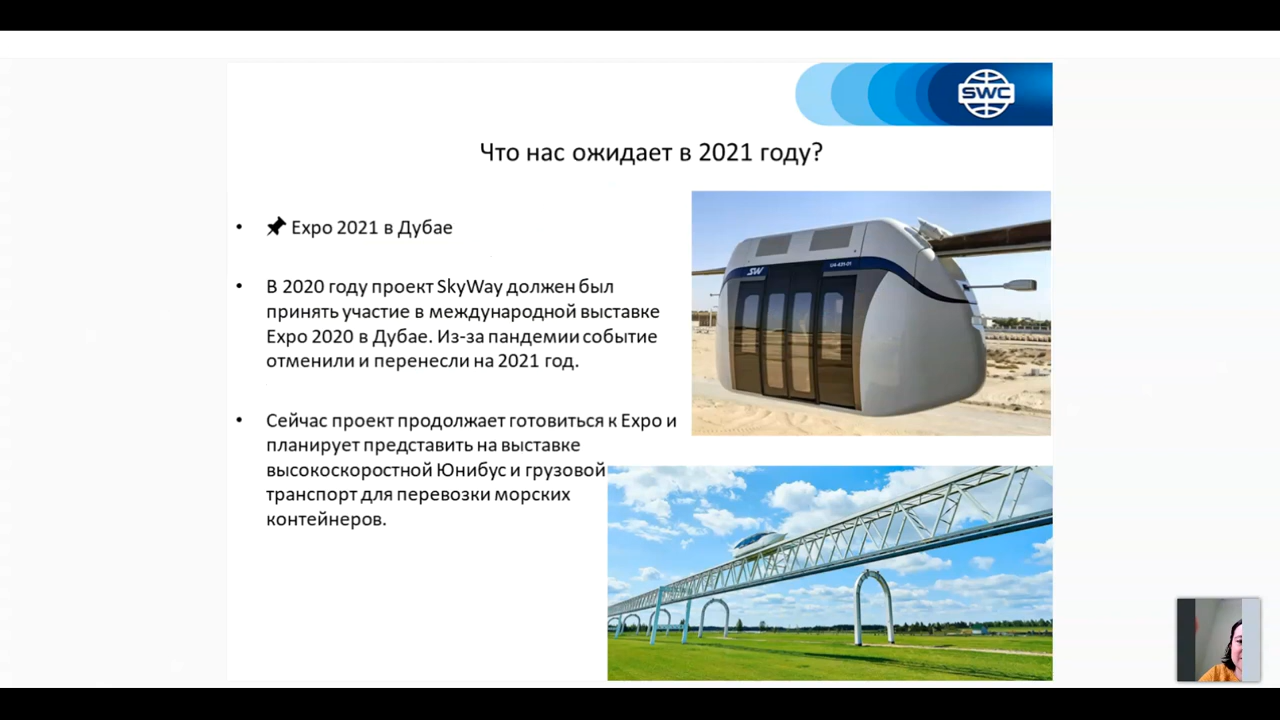 SWC
Что нас ожидает в 2021 году?
• 📌 Expo 2021 в Дубае
• В 2020 году проект SkyWay должен был
принять участие в международной выставке
Expo 2020 в Дубае. Из-за пандемии событие
отменили и перенесли на 2021 год.
• Сейчас проект продолжает готовиться к Expo и
планирует представить на выставке
высокоскоростной Юнибус и грузовой
транспорт для перевозки морских
контейнеров.
SW